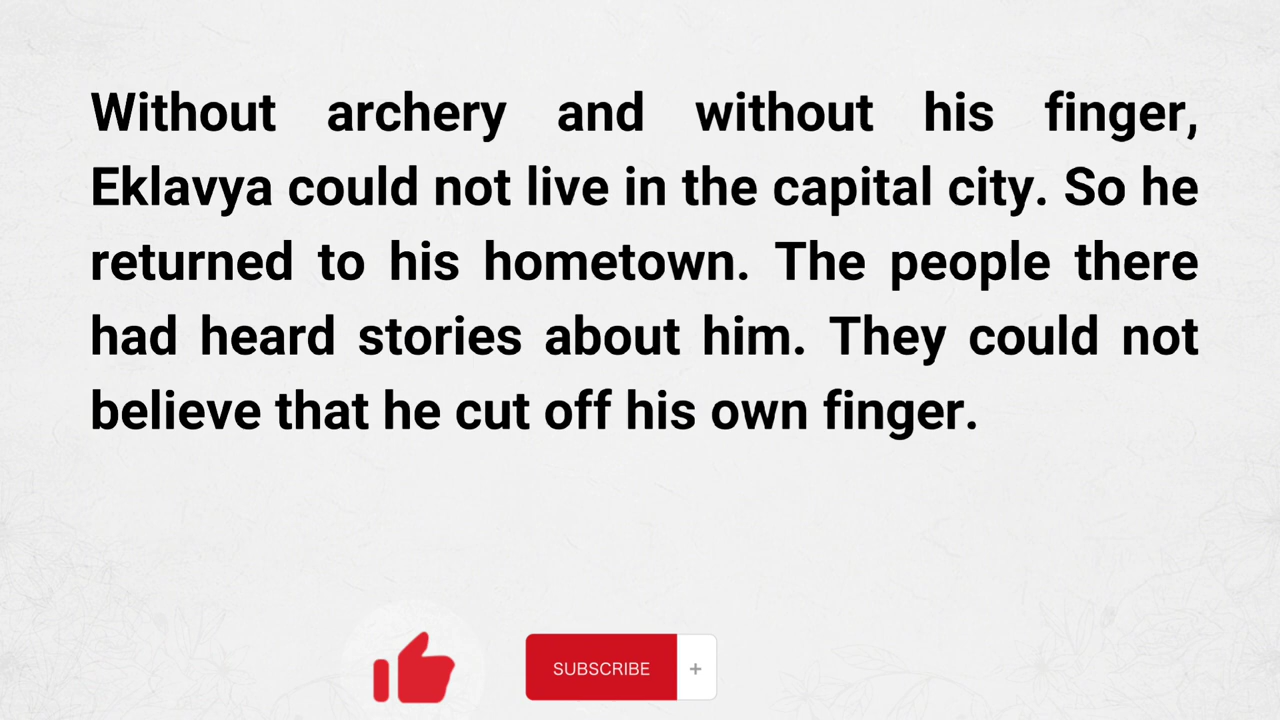 Without archery and without his finger,
Eklavya could not live in the capital city. So he
returned to his hometown. The people there
had heard stories about him. They could not
believe that he cut off his own finger.
SUBSCRIBE +